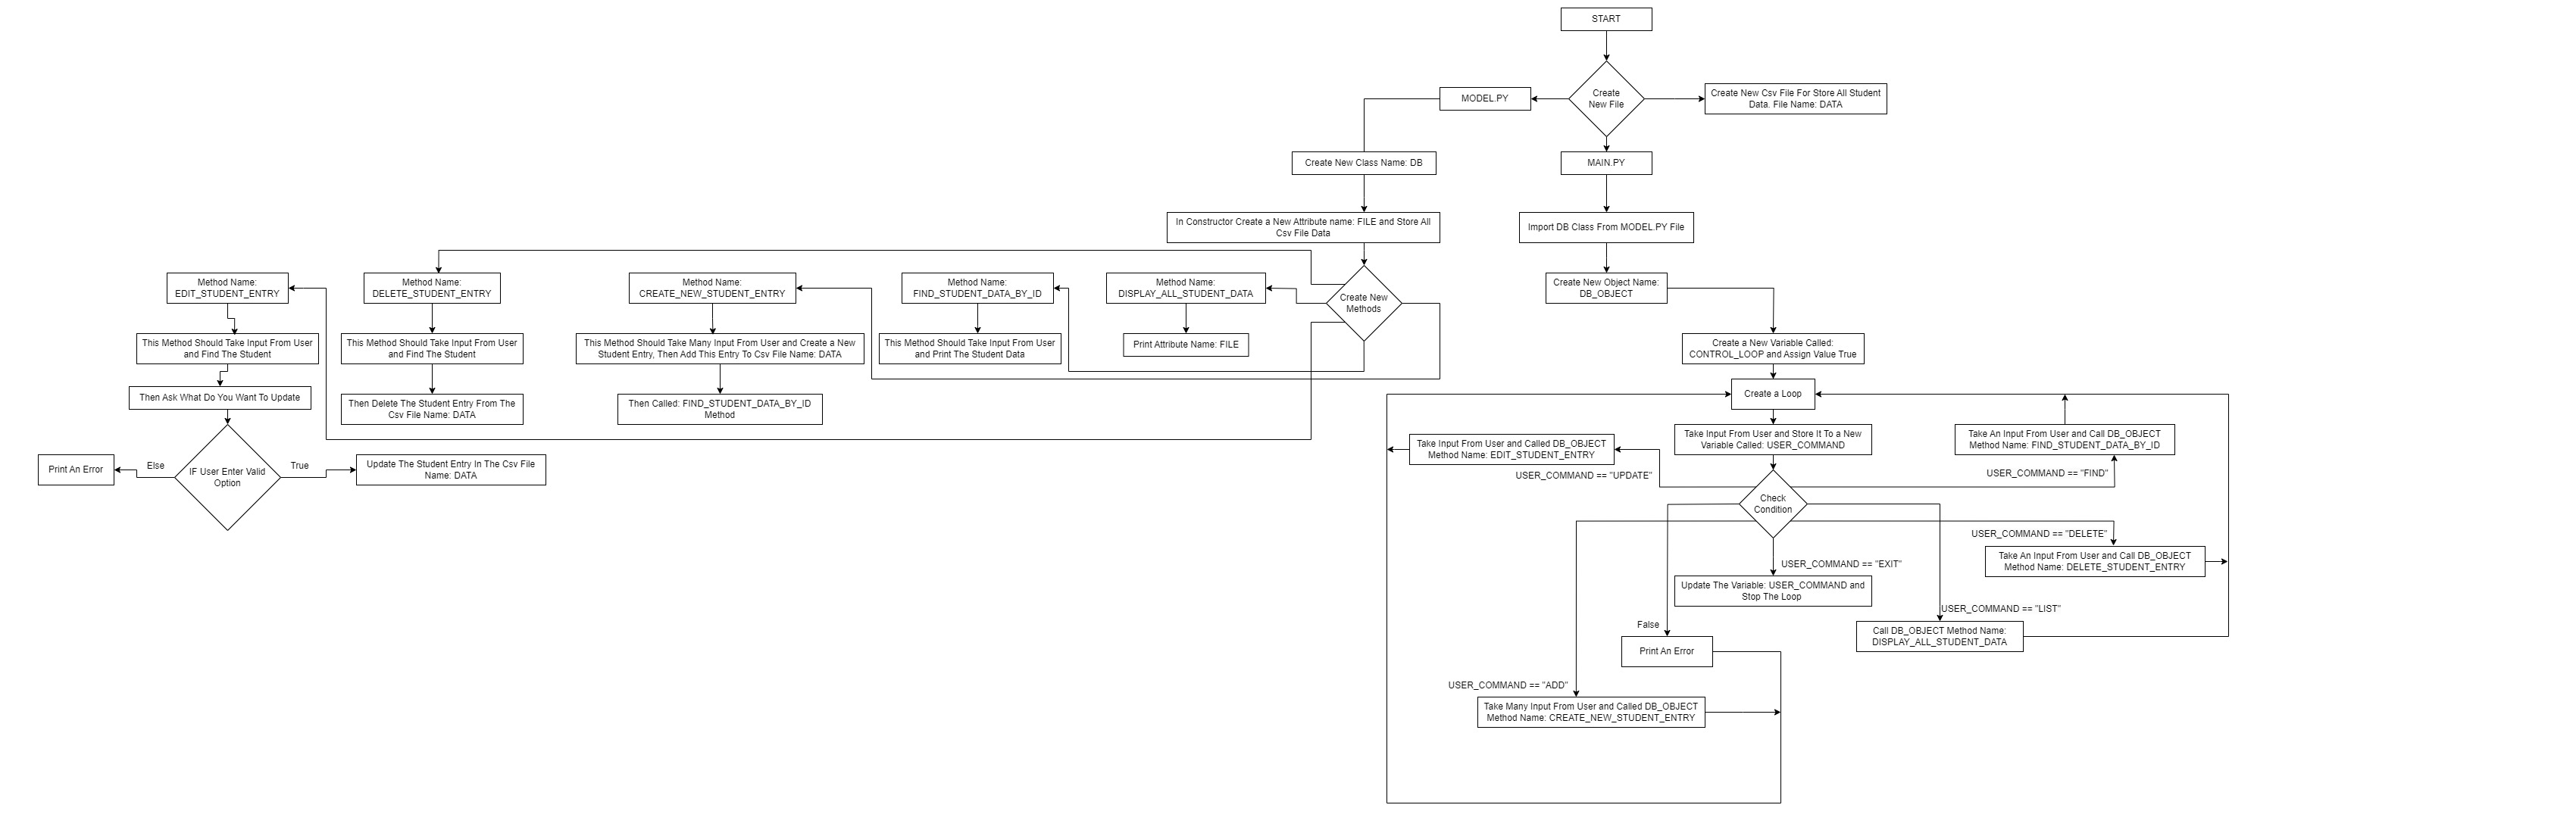 START
Create
New File
MODEL.PY
Create New Csv File For Store All Student
Data. File Name: DATA
Create New Class Name: DB
MAIN.PY
In Constructor Create a New Attribute name: FILE and Store All
Csv File Data
Import DB Class From MODEL.PY File
Method Name:
EDIT_STUDENT_ENTRY
Method Name:
DELETE_STUDENT_ENTRY
Method Name:
CREATE_NEW_STUDENT_ENTRY
Method Name:
FIND_STUDENT_DATA_BY_ID
Method Name:
DISPLAY_ALL_STUDENT_DATA
Create New
Methods
Create New Object Name:
DB_OBJECT
This Method Should Take Input From User
and Find The Student
This Method Should Take Input From User
and Find The Student
This Method Should Take Many Input From User and Create a New
Student Entry, Then Add This Entry To Csv File Name: DATA
This Method Should Take Input From User
and Print The Student Data
Print Attribute Name: FILE
Create a New Variable Called:
CONTROL_LOOP and Assign Value True
Then Ask What Do You Want To Update
Then Delete The Student Entry From The
Csv File Name: DATA
Then Called: FIND_STUDENT_DATA_BY_ID
Method
Create a Loop
Take Input From User and Called DB_OBJECT
Method Name: EDIT_STUDENT_ENTRY
Take Input From User and Store It To a New
Variable Called: USER_COMMAND
Take An Input From User and Call DB_OBJECT
Method Name: FIND_STUDENT_DATA_BY_ID
Print An Error
Else
IF User Enter Valid
Option
True
Update The Student Entry In The Csv File
Name: DATA
USER_COMMAND == "UPDATE"
USER_COMMAND == "FIND"
Check
Condition
USER_COMMAND == "DELETE"
Take An Input From User and Call DB_OBJECT
Method Name: DELETE_STUDENT_ENTRY
USER_COMMAND == "EXIT"
Update The Variable: USER_COMMAND and
Stop The Loop
USER_COMMAND == "LIST"
False
Call DB_OBJECT Method Name:
DISPLAY_ALL_STUDENT_DATA
Print An Error
USER_COMMAND == "ADD"
Take Many Input From User and Called DB_OBJECT
Method Name: CREATE_NEW_STUDENT_ENTRY